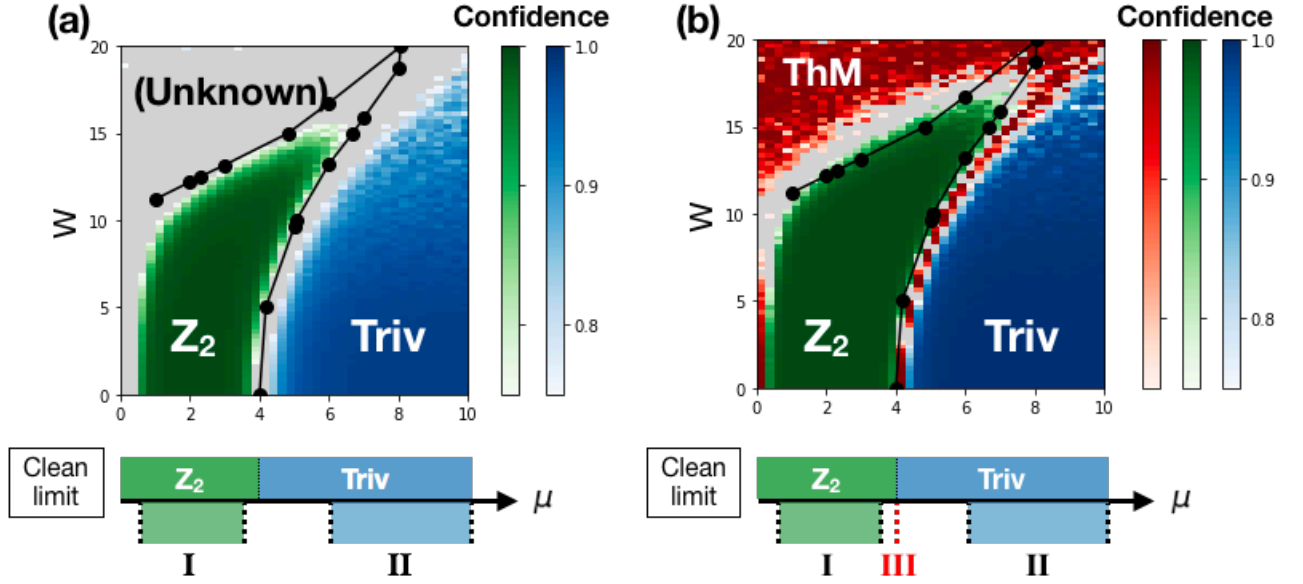 (a)
Confidence
20
15
10
5
0
W
(Unknown)
Z₂
Triv
0 2 4 6 8 10
1.0
0.9
0.8
Clean limit
Z₂
Triv
μ
I
II
(b)
Confidence
20
15
10
5
0
W
ThM
Z₂
Triv
0 2 4 6 8 10
1.0
0.9
0.8
Clean limit
Z₂
Triv
μ
I
III
II